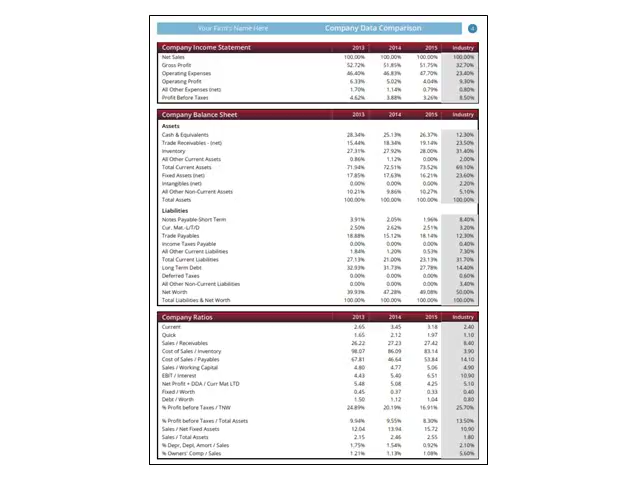 Your Firm's Name Here Company Data Comparison 4
Company Income Statement 2013 2014 2015 Industry
Net Sales 100.00% 100.00% 100.00% 100.00%
Gross Profit 52.72% 51.85% 51.75% 32.70%
Operating Expenses 46.40% 46.83% 47.70% 23.40%
Operating Profit 6.33% 5.02% 4.04% 9.30%
All Other Expenses (net) 1.70% 1.14% 0.79% 0.80%
Profit Before Taxes 4.62% 3.88% 3.26% 8.50%
Company Balance Sheet 2013 2014 2015 Industry
Assets
Cash & Equivalents 28.34% 25.13% 26.37% 12.30%
Trade Receivables - (net) 15.44% 18.34% 19.14% 23.50%
Inventory 27.31% 27.92% 28.00% 31.40%
All Other Current Assets 0.86% 1.12% 0.00% 2.00%
Total Current Assets 71.94% 72.51% 73.52% 69.10%
Fixed Assets (net) 17.85% 17.63% 16.21% 23.60%
Intangibles (net) 0.00% 0.00% 0.00% 2.20%
All Other Non-Current Assets 10.21% 9.86% 10.27% 5.10%
Total Assets 100.00% 100.00% 100.00% 100.00%
Liabilities
Notes Payable-Short Term 3.91% 2.05% 1.96% 8.40%
Cur. Mat.-L/T/D 2.50% 2.62% 2.51% 3.20%
Trade Payables 18.88% 15.12% 18.14% 12.30%
Income Taxes Payable 0.00% 0.00% 0.00% 0.40%
All Other Current Liabilities 1.84% 1.20% 0.53% 7.30%
Total Current Liabilities 27.13% 21.00% 23.13% 31.70%
Long Term Debt 32.93% 31.73% 27.78% 14.40%
Deferred Taxes 0.00% 0.00% 0.00% 0.60%
All Other Non-Current Liabilities 0.00% 0.00% 0.00% 3.40%
Net Worth 39.93% 47.28% 49.08% 50.00%
Total Liabilities & Net Worth 100.00% 100.00% 100.00% 100.00%
Company Ratios 2013 2014 2015 Industry
Current 2.65 3.45 3.18 2.40
Quick 1.65 2.12 1.97 1.10
Sales / Receivables 26.22 27.23 27.42 8.40
Cost of Sales / Inventory 98.07 86.09 83.14 3.90
Cost of Sales / Payables 67.81 46.64 53.84 14.10
Sales / Working Capital 4.80 4.77 5.06 4.90
EBIT / Interest 4.43 5.40 6.51 10.90
Net Profit + DDA / Curr Mat LTD 5.48 5.08 4.25 5.10
Fixed / Worth 0.45 0.37 0.33 0.40
Debt / Worth 1.50 1.12 1.04 0.80
% Profit before Taxes / TNW 24.89% 20.19% 16.91% 25.70%
% Profit before Taxes / Total Assets 9.94% 9.55% 8.30% 13.50%
Sales / Net Fixed Assets 12.04 13.94 15.72 10.90
Sales / Total Assets 2.15 2.46 2.55 1.80
% Depr, Depl, Amort / Sales 1.75% 1.54% 0.92% 2.10%
% Owners' Comp / Sales 1.21% 1.13% 1.08% 5.60%